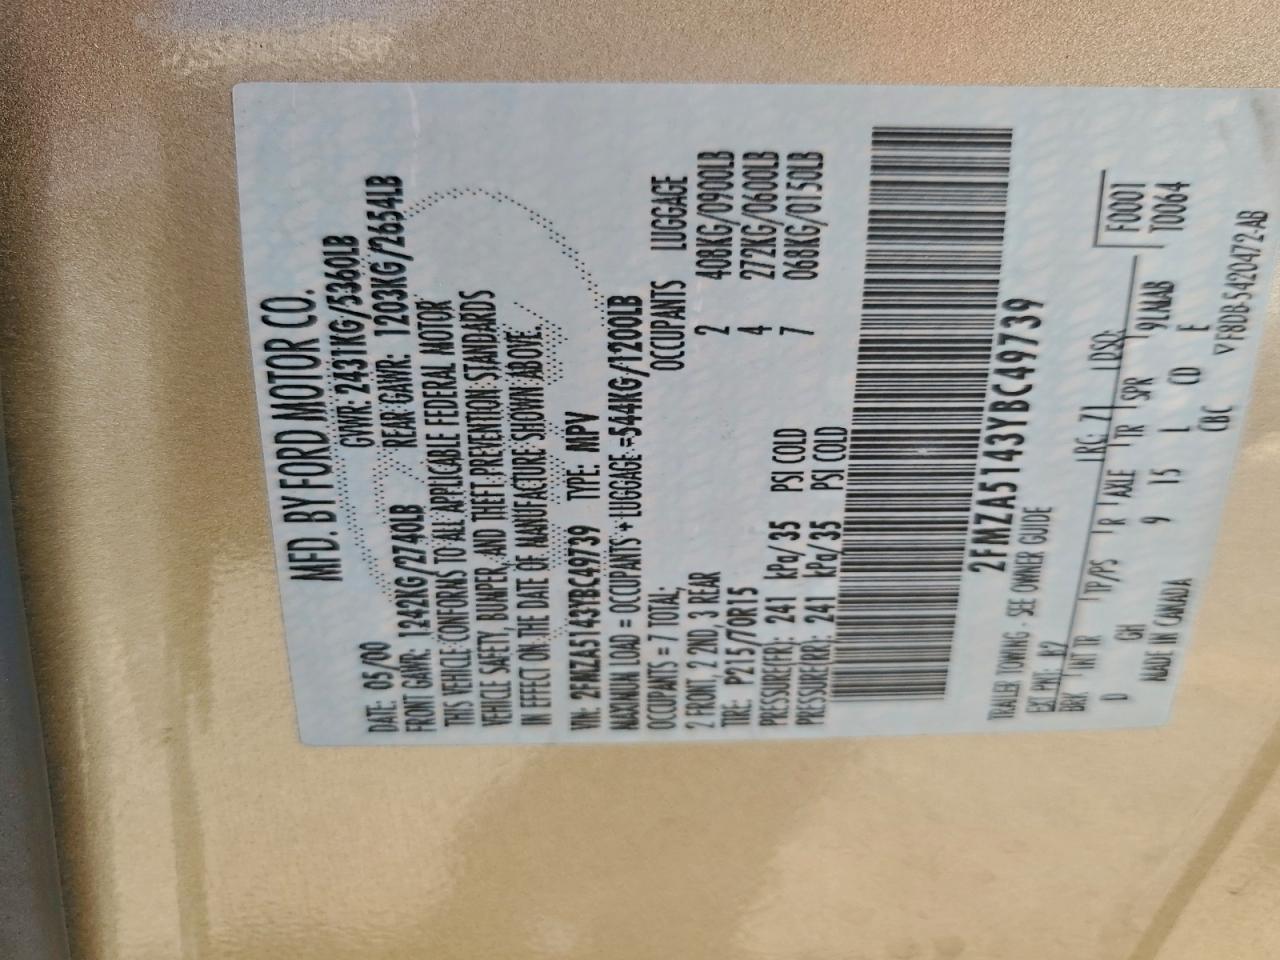 MFD. BY FORD MOTOR CO.
DATE: 05/00 GVWR: 2431KG/5360LB
FRONT GAWR: 1242KG/2740LB REAR GAWR: 1203KG/2654LB
THIS VEHICLE CONFORMS TO ALL APPLICABLE FEDERAL MOTOR
VEHICLE SAFETY, BUMPER, AND THEFT PREVENTION STANDARDS
IN EFFECT ON THE DATE OF MANUFACTURE SHOWN ABOVE.
VIN: 2FMZA5143YBC49739 TYPE: MPV
MAXIMUM LOAD = OCCUPANTS + LUGGAGE =544KG/1200LB
OCCUPANTS = 7 TOTAL; OCCUPANTS LUGGAGE
2 FRONT, 2 2ND, 3 REAR 2 408KG/0900LB
TIRE: P215/70R15 4 272KG/0600LB
PRESSURE(FR: 241 kPa/35 PSI COLD 7 068KG/0150LB
PRESSURE(RR: 241 kPa/35 PSI COLD
2FMZA5143YBC49739
TRAILER TOWING - SEE OWNER GUIDE
EXT PNT: RC: 71 DSO: F0001
BRK INT TR TP/PS R AXLE TR SPR 9LMAB T0064
D GH 9 15 L CD E
CBC
MADE IN CANADA ▽F8DB-5420472-AB